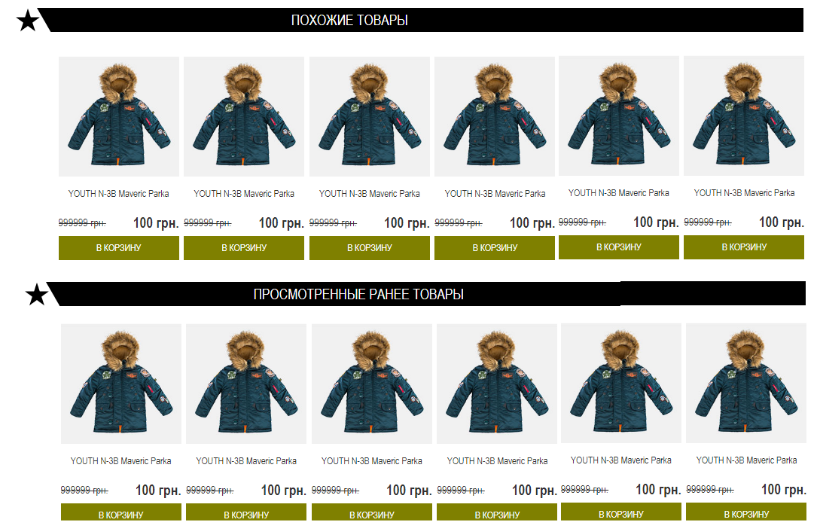 ПОХОЖИЕ ТОВАРЫ
YOUTH N-3B Maveric Parka YOUTH N-3B Maveric Parka YOUTH N-3B Maveric Parka YOUTH N-3B Maveric Parka YOUTH N-3B Maveric Parka YOUTH N-3B Maveric Parka
999999 грн. 100 грн. 999999 грн. 100 грн. 999999 грн. 100 грн. 999999 грн. 100 грн. 999999 грн. 100 грн. 999999 грн. 100 грн.
В КОРЗИНУ В КОРЗИНУ В КОРЗИНУ В КОРЗИНУ В КОРЗИНУ В КОРЗИНУ
ПРОСМОТРЕННЫЕ РАНЕЕ ТОВАРЫ
YOUTH N-3B Maveric Parka YOUTH N-3B Maveric Parka YOUTH N-3B Maveric Parka YOUTH N-3B Maveric Parka YOUTH N-3B Maveric Parka YOUTH N-3B Maveric Parka
999999 грн. 100 грн. 999999 грн. 100 грн. 999999 грн. 100 грн. 999999 грн. 100 грн. 999999 грн. 100 грн. 999999 грн. 100 грн.
В КОРЗИНУ В КОРЗИНУ В КОРЗИНУ В КОРЗИНУ В КОРЗИНУ В КОРЗИНУ